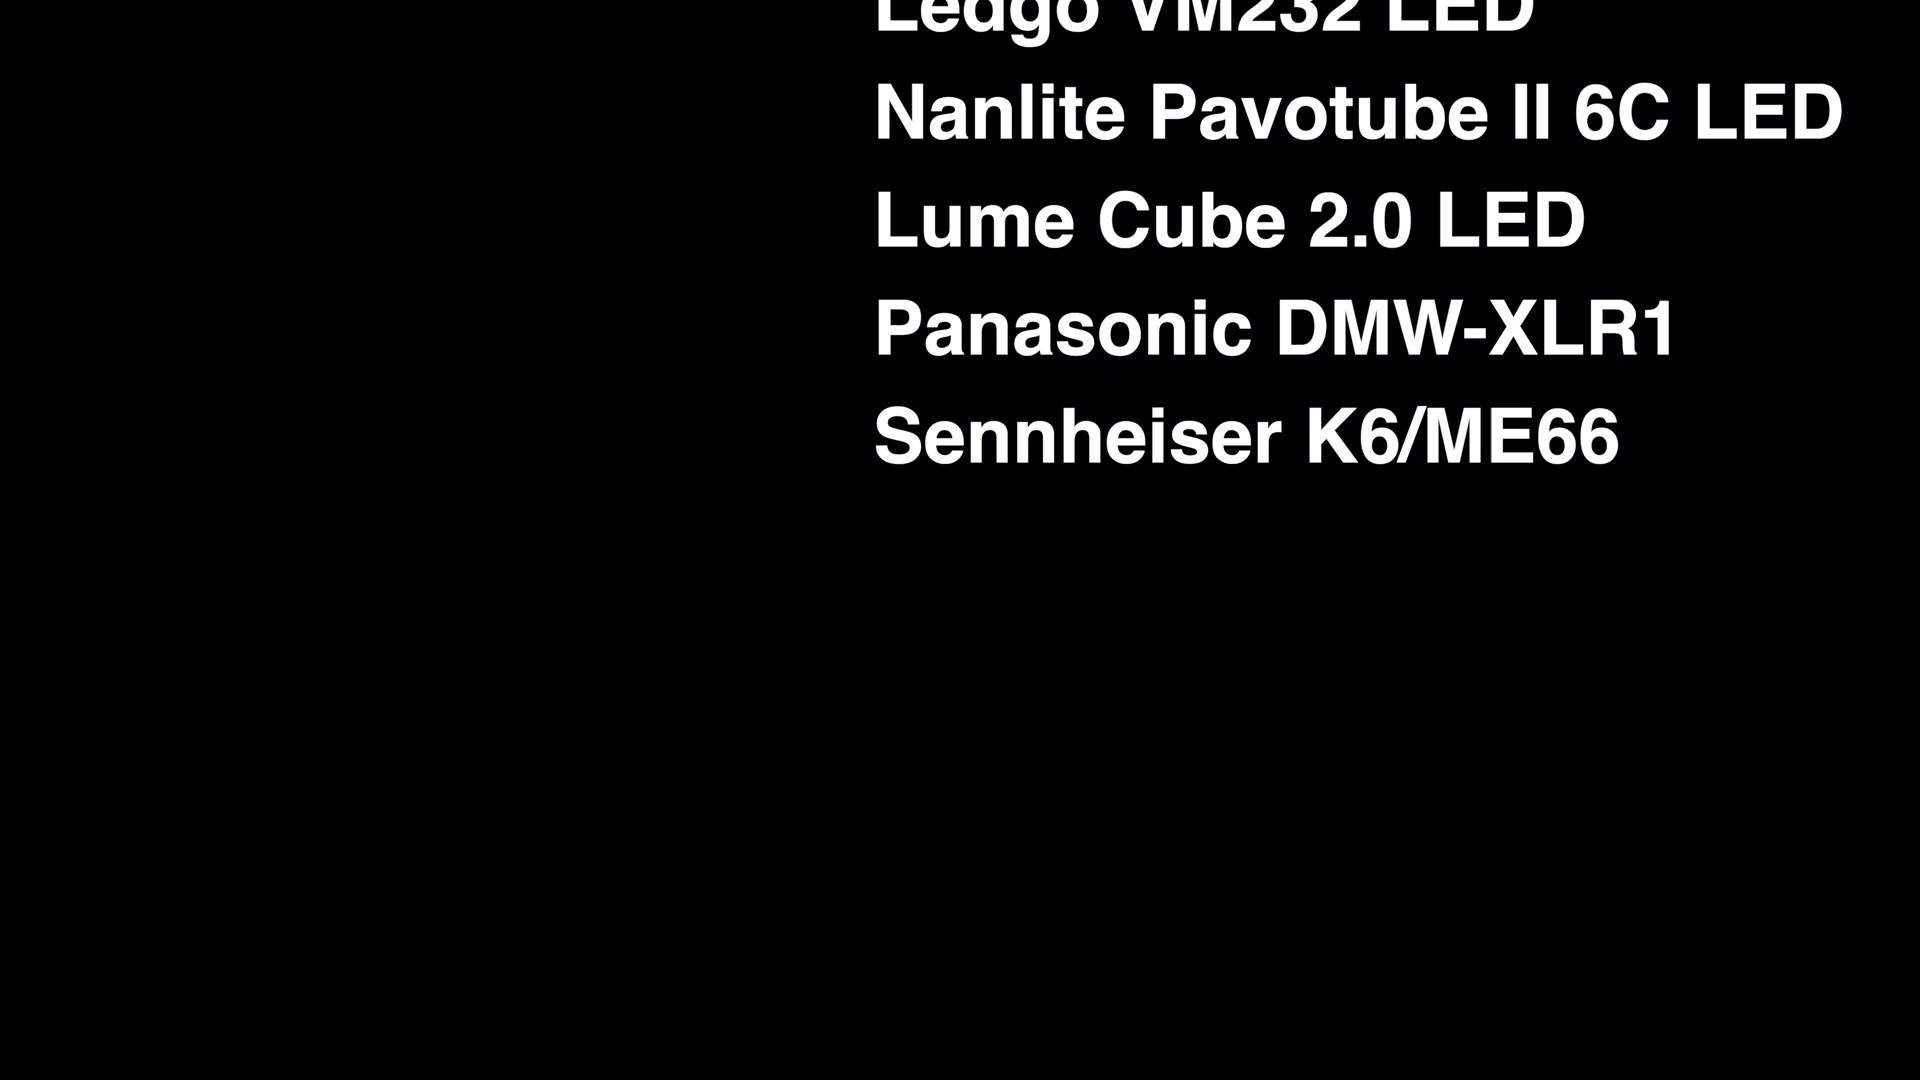 Ledgo VM232 LED
Nanlite Pavotube II 6C LED
Lume Cube 2.0 LED
Panasonic DMW-XLR1
Sennheiser K6/ME66